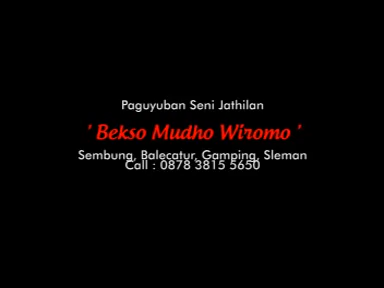 Paguyuban Seni Jathilan
' Bekso Mudho Wiromo '
Sembung, Balecatur, Gamping, Sleman
Call : 0878 3815 5650